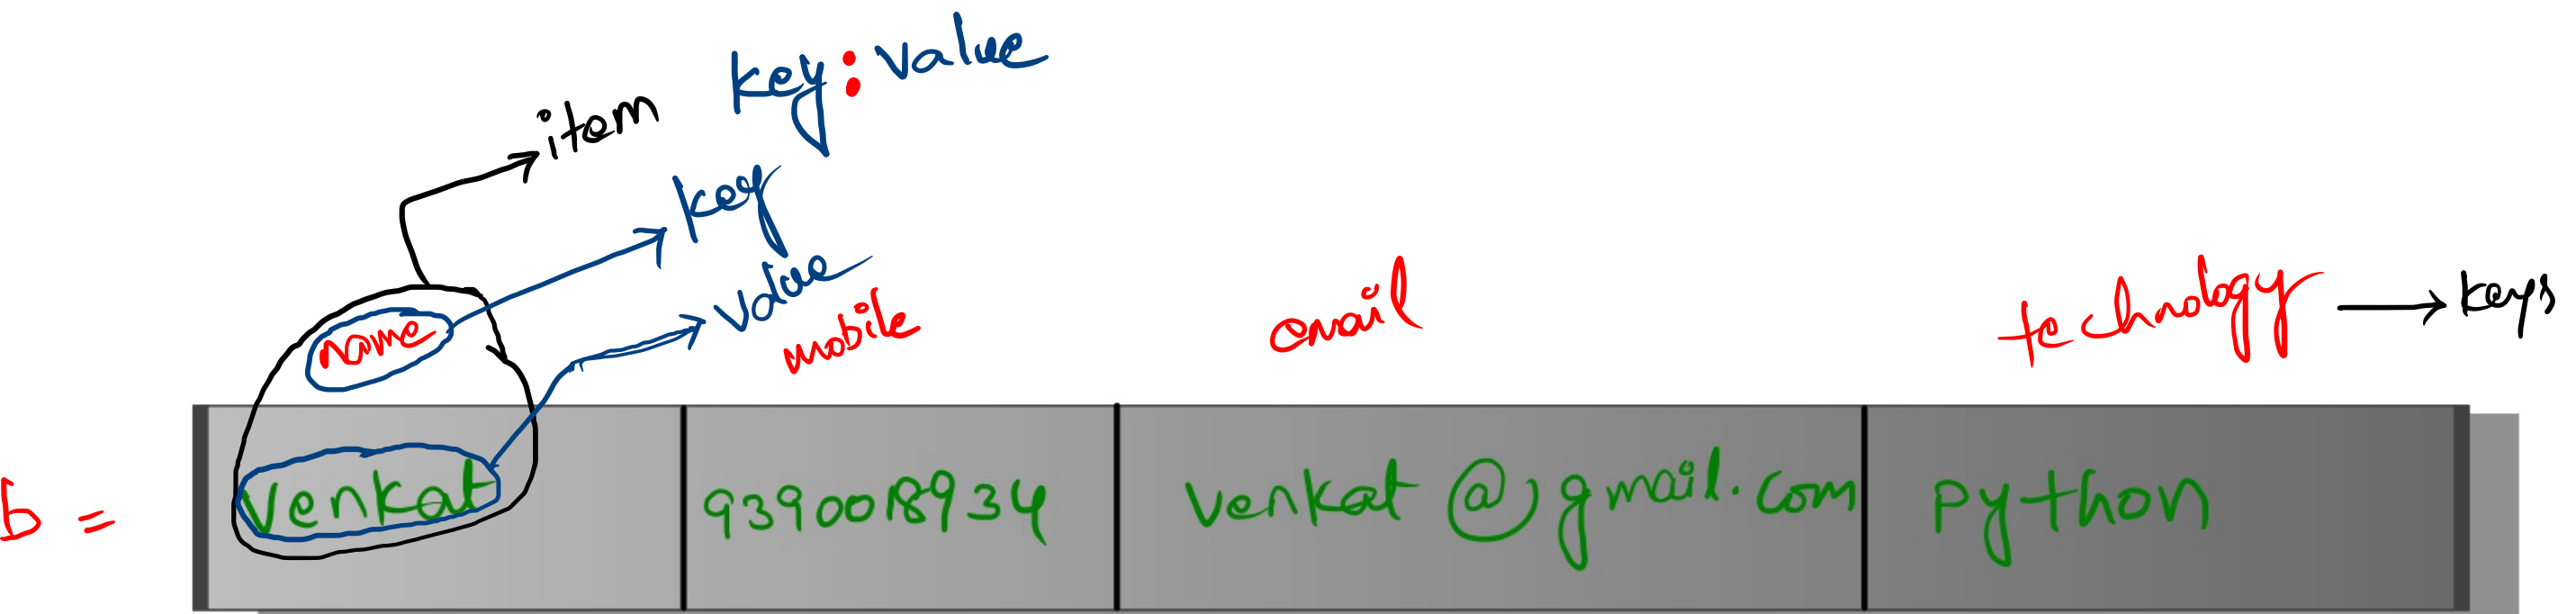 key : value
item
key
value
name mobile email technology → keys
b = Venkat 9390018934 venkat@gmail.com python